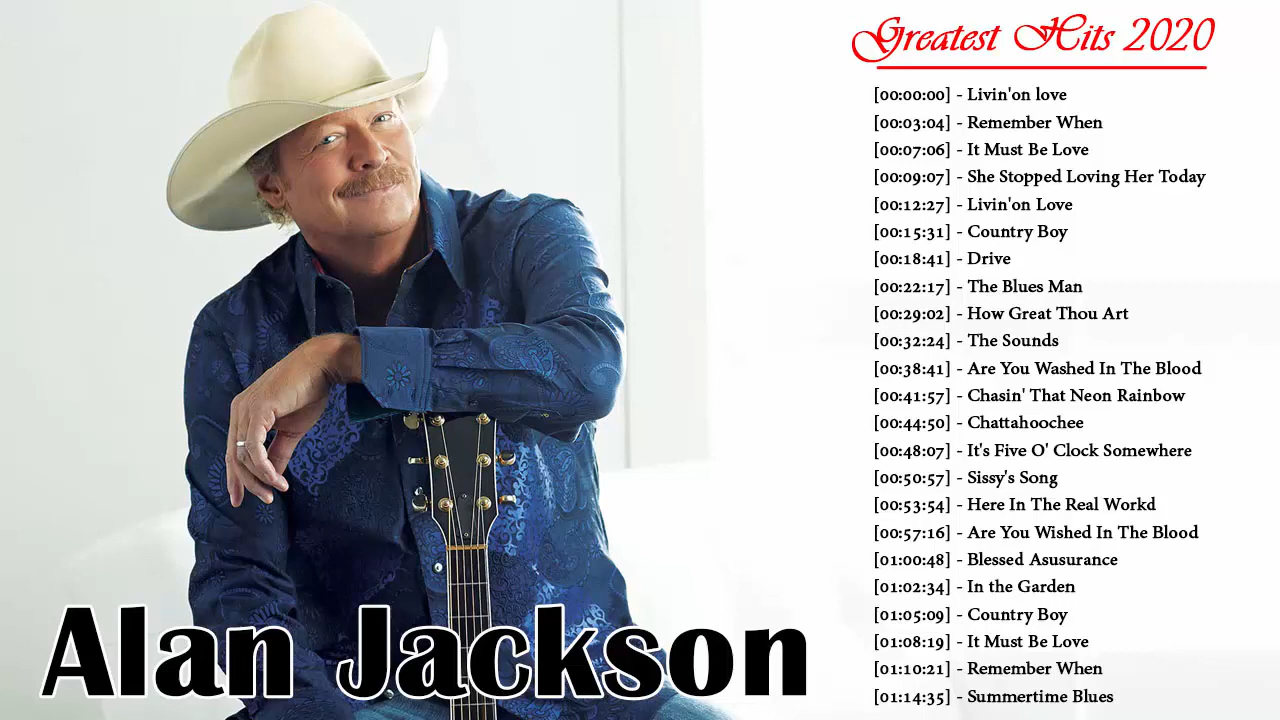 Greatest Hits 2020
[00:00:00] - Livin'on love
[00:03:04] - Remember When
[00:07:06] - It Must Be Love
[00:09:07] - She Stopped Loving Her Today
[00:12:27] - Livin'on Love
[00:15:31] - Country Boy
[00:18:41] - Drive
[00:22:17] - The Blues Man
[00:29:02] - How Great Thou Art
[00:32:24] - The Sounds
[00:38:41] - Are You Washed In The Blood
[00:41:57] - Chasin' That Neon Rainbow
[00:44:50] - Chattahoochee
[00:48:07] - It's Five O' Clock Somewhere
[00:50:57] - Sissy's Song
[00:53:54] - Here In The Real Workd
[00:57:16] - Are You Wished In The Blood
[01:00:48] - Blessed Asusurance
[01:02:34] - In the Garden
[01:05:09] - Country Boy
[01:08:19] - It Must Be Love
[01:10:21] - Remember When
[01:14:35] - Summertime Blues
Alan Jackson